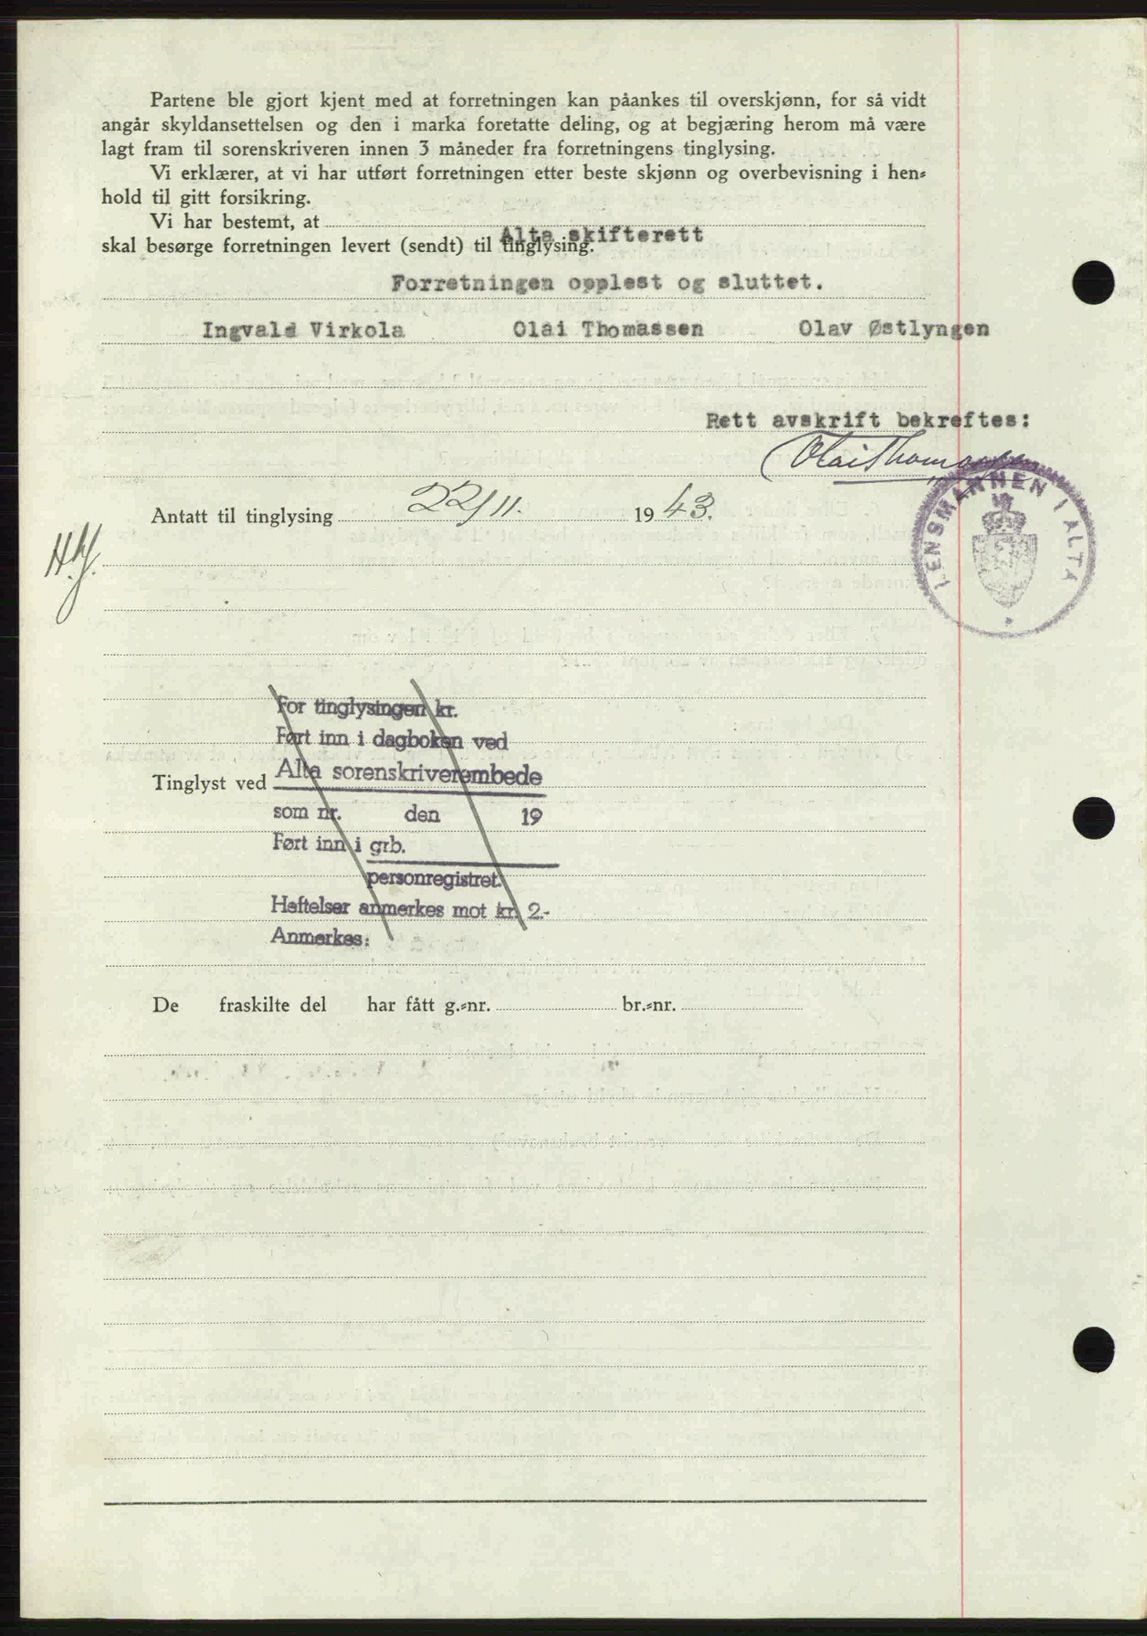 Partene ble gjort kjent med at forretningen kan påankes til overskjønn, for så vidt
angår skyldansettelsen og den i marka foretatte deling, og at begjæring herom må være
lagt fram til sorenskriveren innen 3 måneder fra forretningens tinglysing.
Vi erklærer, at vi har utført forretningen etter beste skjønn og overbevisning i hen-
hold til gitt forsikring.
Vi har bestemt, at
Alta skifterett
skal besørge forretningen levert (sendt) til tinglysing.
Forretningen opplest og sluttet.
Ingvald Virkola Olai Thomassen Olav Østlyngen
Rett avskrift bekreftes:
Olai Thomassen
LENSMANNEN I ALTA
Antatt til tinglysing 22/11. 1943.
For tinglysingen kr.
Ført inn i dagboken ved
Tinglyst ved Alta sorenskriverembede
som nr. den 19
Ført inn i grb.
personregistret.
Heftelser anmerkes mot kr. 2.-
Anmerkes:
De fraskilte del har fått g.-nr. br.-nr.